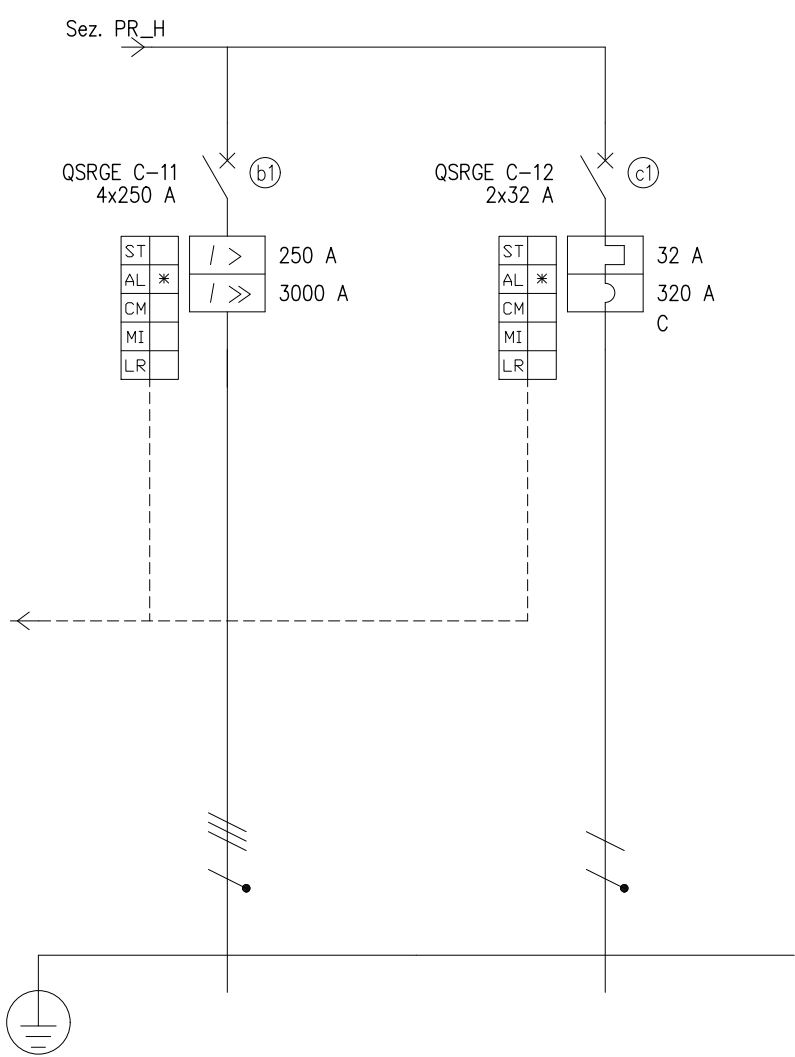 Sez. PR_H
QSRGE C-11
4x250 A
b1
ST
AL *
CM
MI
LR
I >
I >>
250 A
3000 A
QSRGE C-12
2x32 A
c1
ST
AL *
CM
MI
LR
32 A
320 A
C